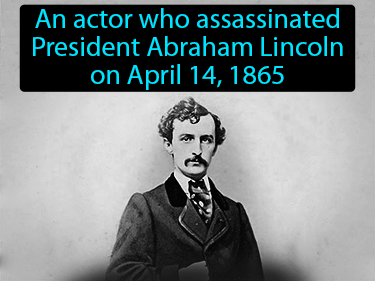 An actor who assassinated
President Abraham Lincoln
on April 14, 1865